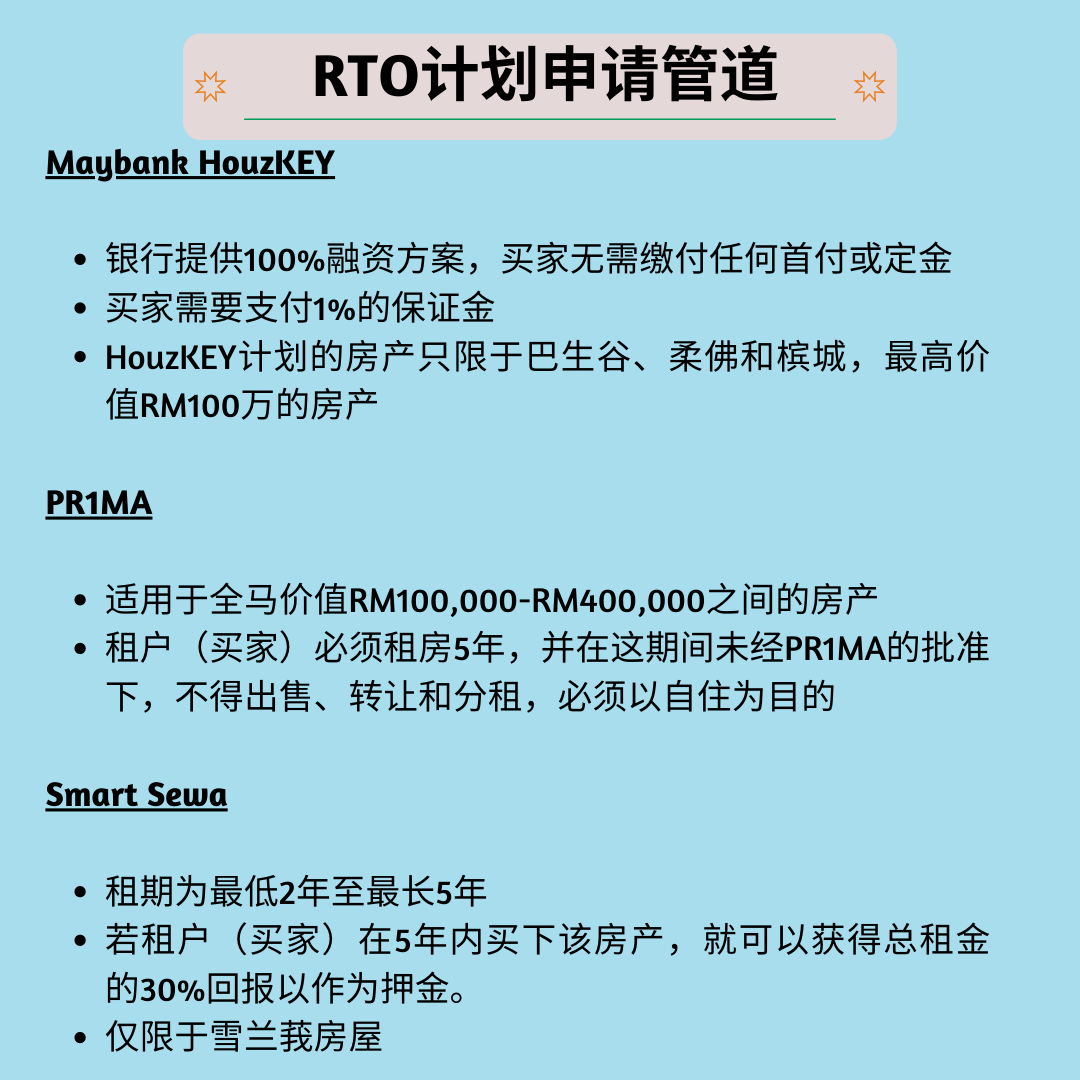 RTO计划申请管道
Maybank HouzKEY
• 银行提供100%融资方案，买家无需缴付任何首付或定金
• 买家需要支付1%的保证金
• HouzKEY计划的房产只限于巴生谷、柔佛和槟城，最高价
值RM100万的房产
PR1MA
• 适用于全马价值RM100,000-RM400,000之间的房产
• 租户（买家）必须租房5年，并在这期间未经PR1MA的批准
下，不得出售、转让和分租，必须以自住为目的
Smart Sewa
• 租期为最低2年至最长5年
• 若租户（买家）在5年内买下该房产，就可以获得总租金
的30%回报以作为押金。
• 仅限于雪兰莪房屋